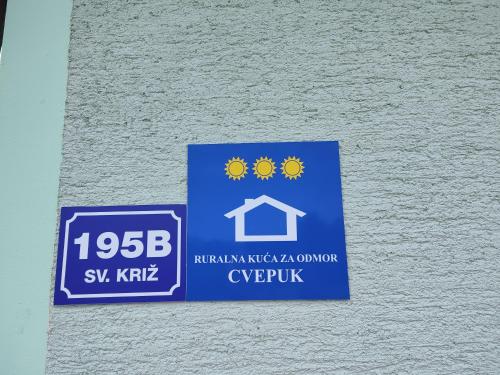 195B
SV. KRIŽ
RURALNA KUĆA ZA ODMOR
CVEPUK